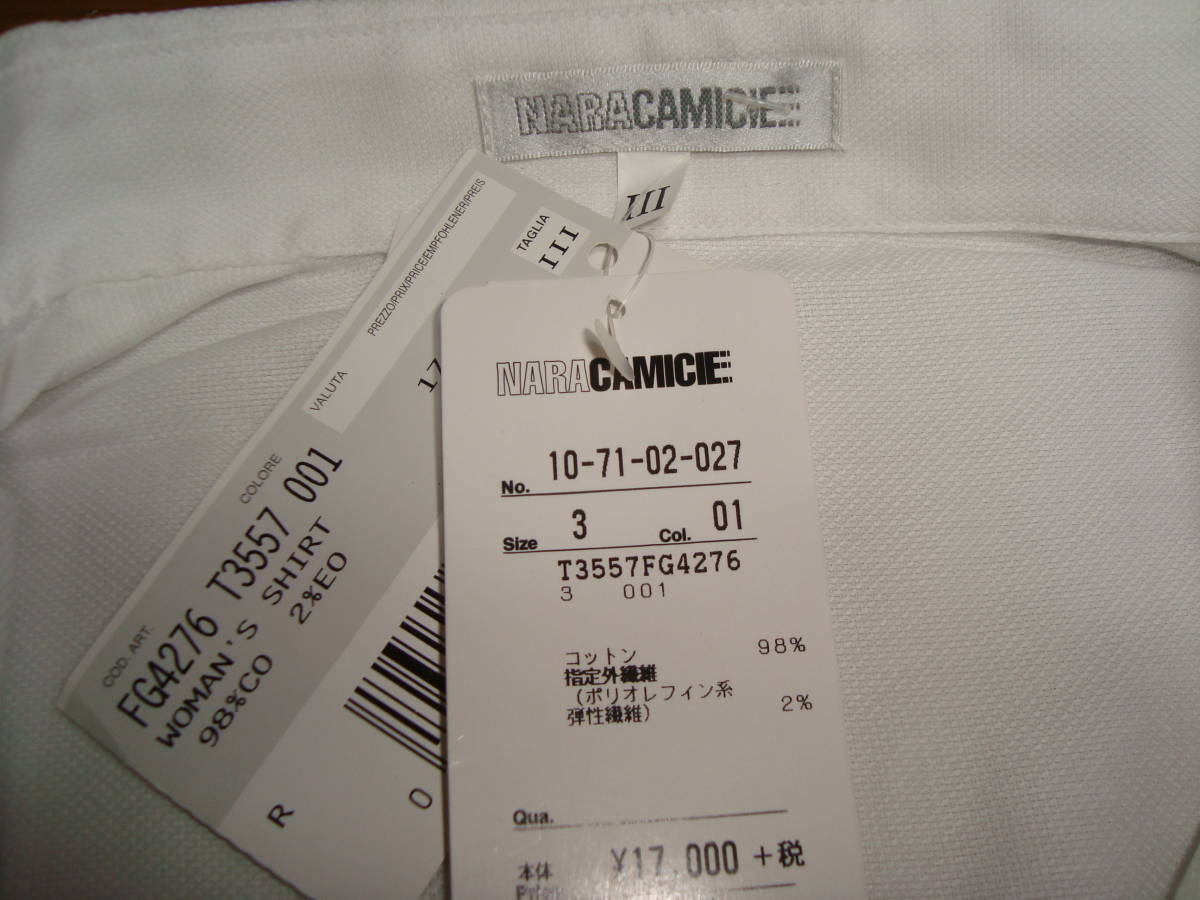 NARACAMICIE
III
PREZZO/PRIX/PRICE/EMPFOHLENER/PREIS
TAGLIA
III
VALUTA
17
COLORE
COD. ART.
FG4276 T3557 001
WOMAN'S SHIRT
98%CO 2%EO
R
0
NARACAMICIE
No. 10-71-02-027
Size 3 Col. 01
T3557FG4276
3 001
コットン 98%
指定外繊維
(ポリオレフィン系
弾性繊維) 2%
Qua.
本体 ¥17,000 +税